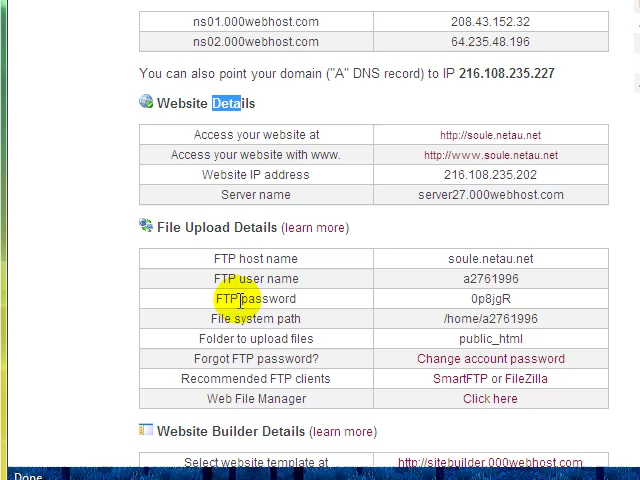 ns01.000webhost.com 208.43.152.32
ns02.000webhost.com 64.235.48.196
You can also point your domain ("A" DNS record) to IP 216.108.235.227
Website Details
Access your website at http://soule.netau.net
Access your website with www. http://www.soule.netau.net
Website IP address 216.108.235.202
Server name server27.000webhost.com
File Upload Details (learn more)
FTP host name soule.netau.net
FTP user name a2761996
FTP password 0p8jgR
File system path /home/a2761996
Folder to upload files public_html
Forgot FTP password? Change account password
Recommended FTP clients SmartFTP or FileZilla
Web File Manager Click here
Website Builder Details (learn more)
Select website template at http://sitebuilder.000webhost.com
Done